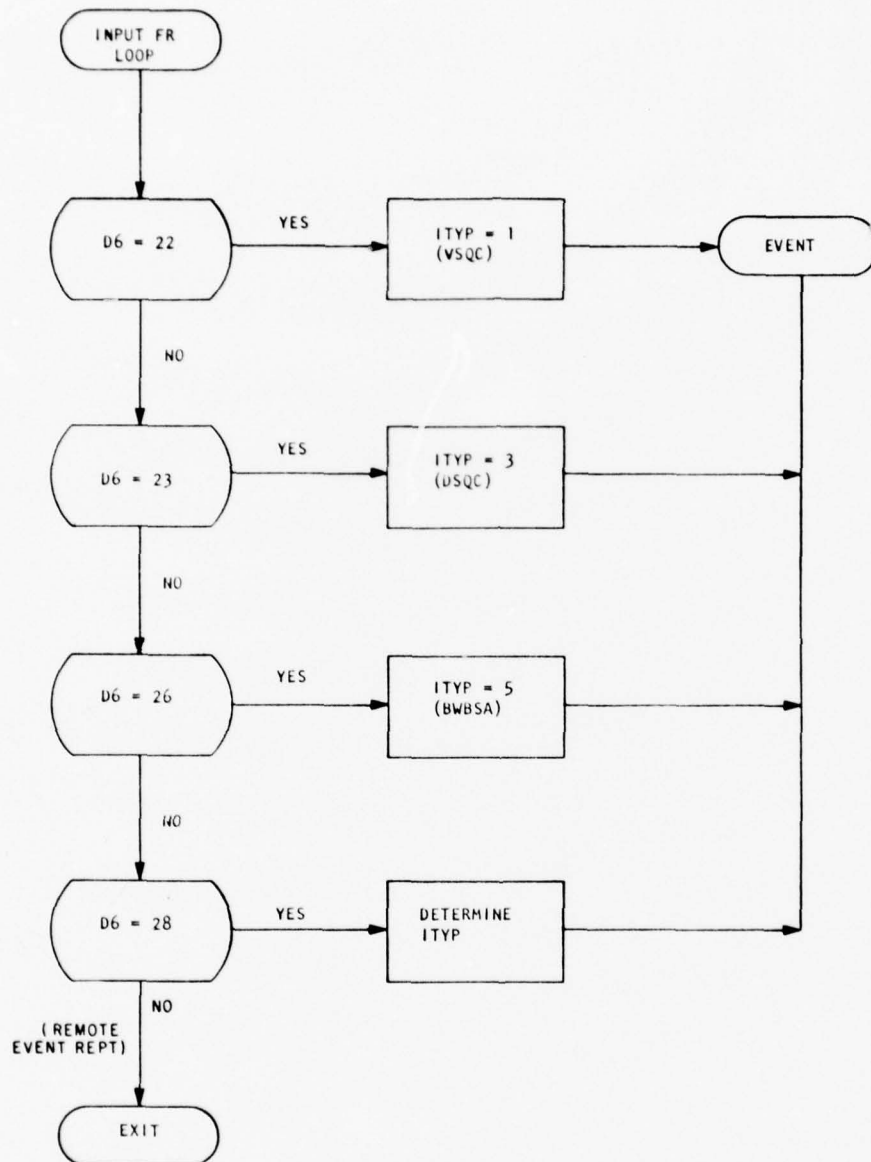 INPUT FR
LOOP
D6 = 22
YES
ITYP = 1
(VSQC)
EVENT
NO
D6 = 23
YES
ITYP = 3
(DSQC)
NO
D6 = 26
YES
ITYP = 5
(BWBSA)
NO
D6 = 28
YES
DETERMINE
ITYP
NO
(REMOTE
EVENT REPT)
EXIT